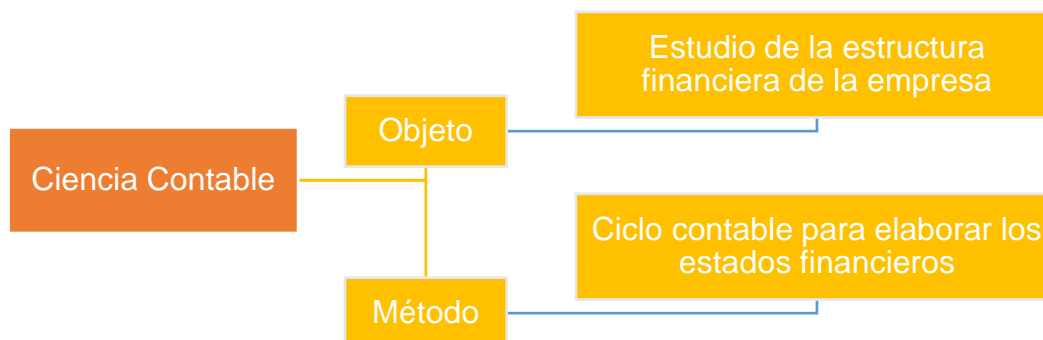 Estudio de la estructura
financiera de la empresa
Objeto
Ciencia Contable
Ciclo contable para elaborar los
estados financieros
Método